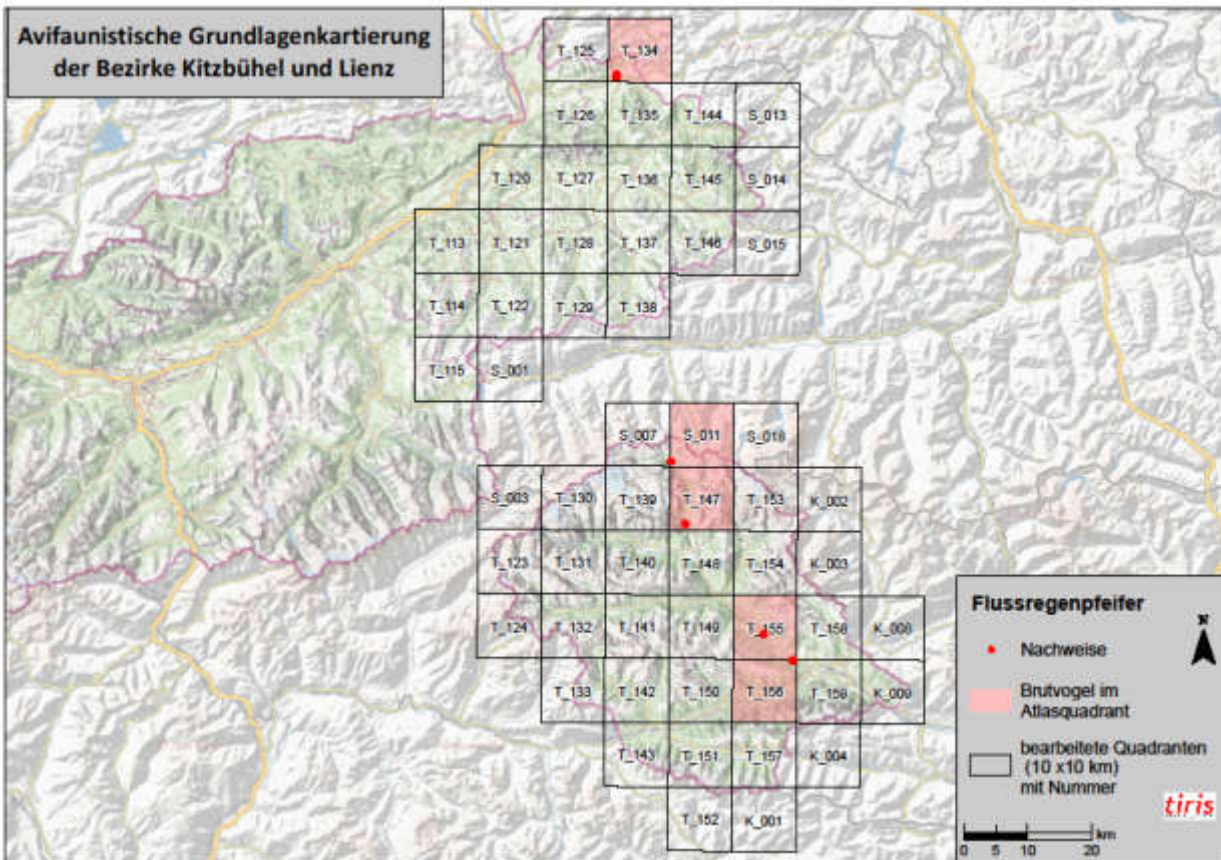 Avifaunistische Grundlagenkartierung
der Bezirke Kitzbühel und Lienz
T_125 T_134
T_126 T_135 T_144 S_013
T_120 T_127 T_136 T_145 S_014
T_113 T_121 T_128 T_137 T_146 S_015
T_114 T_122 T_129 T_138
T_115 S_001
S_007 S_011 S_016
S_003 T_130 T_139 T_147 T_153 K_002
T_123 T_131 T_140 T_148 T_154 K_003
T_124 T_132 T_141 T_149 T_155 T_158 K_008
T_133 T_142 T_150 T_156 T_159 K_009
T_143 T_151 T_157 K_004
T_152 K_001
Flussregenpfeifer
N
Nachweise
Brutvogel im
Atlasquadrant
bearbeitete Quadranten
(10 x10 km)
mit Nummer
tiris
km
0 5 10 20